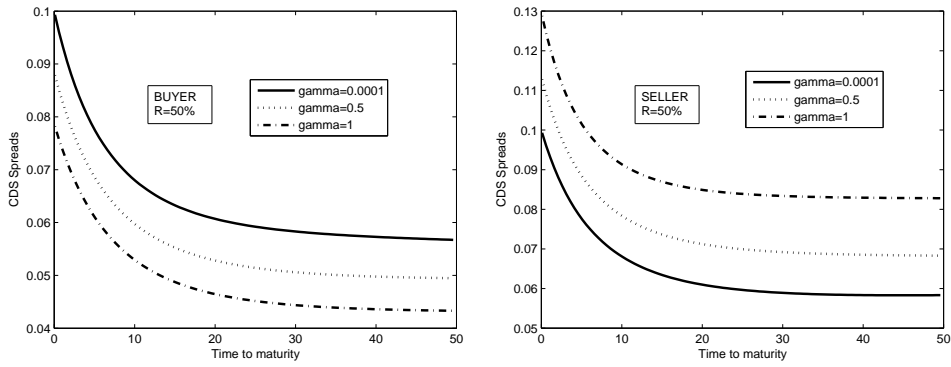 0.1
0.09
0.08
0.07
0.06
0.05
0.04
CDS Spreads
BUYER
R=50%
gamma=0.0001
gamma=0.5
gamma=1
0 10 20 30 40 50
Time to maturity
0.13
0.12
0.11
0.1
0.09
0.08
0.07
0.06
0.05
CDS Spreads
SELLER
R=50%
gamma=0.0001
gamma=0.5
gamma=1
0 10 20 30 40 50
Time to maturity